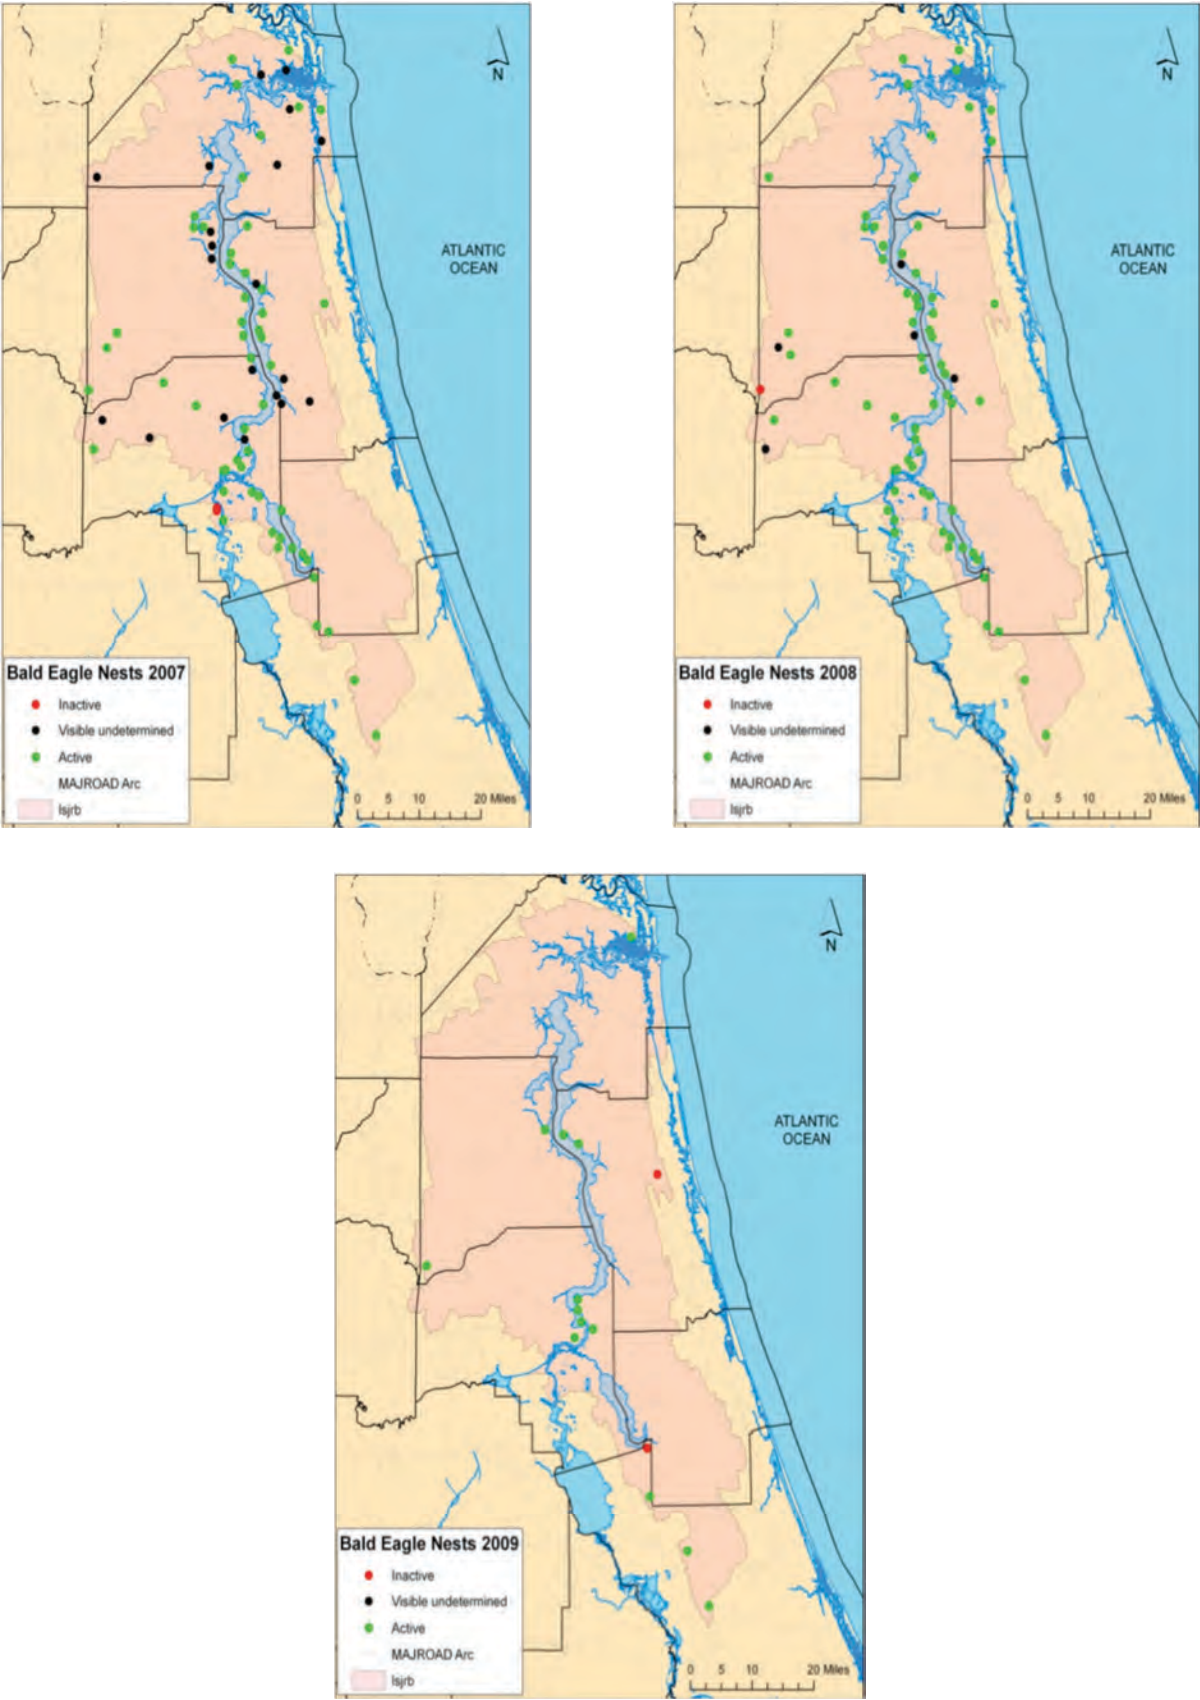 N
ATLANTIC
OCEAN
Bald Eagle Nests 2007
Inactive
Visible undetermined
Active
MAJROAD Arc
lsjrb
0 5 10 20 Miles
N
ATLANTIC
OCEAN
Bald Eagle Nests 2008
Inactive
Visible undetermined
Active
MAJROAD Arc
lsjrb
0 5 10 20 Miles
N
ATLANTIC
OCEAN
Bald Eagle Nests 2009
Inactive
Visible undetermined
Active
MAJROAD Arc
lsjrb
0 5 10 20 Miles